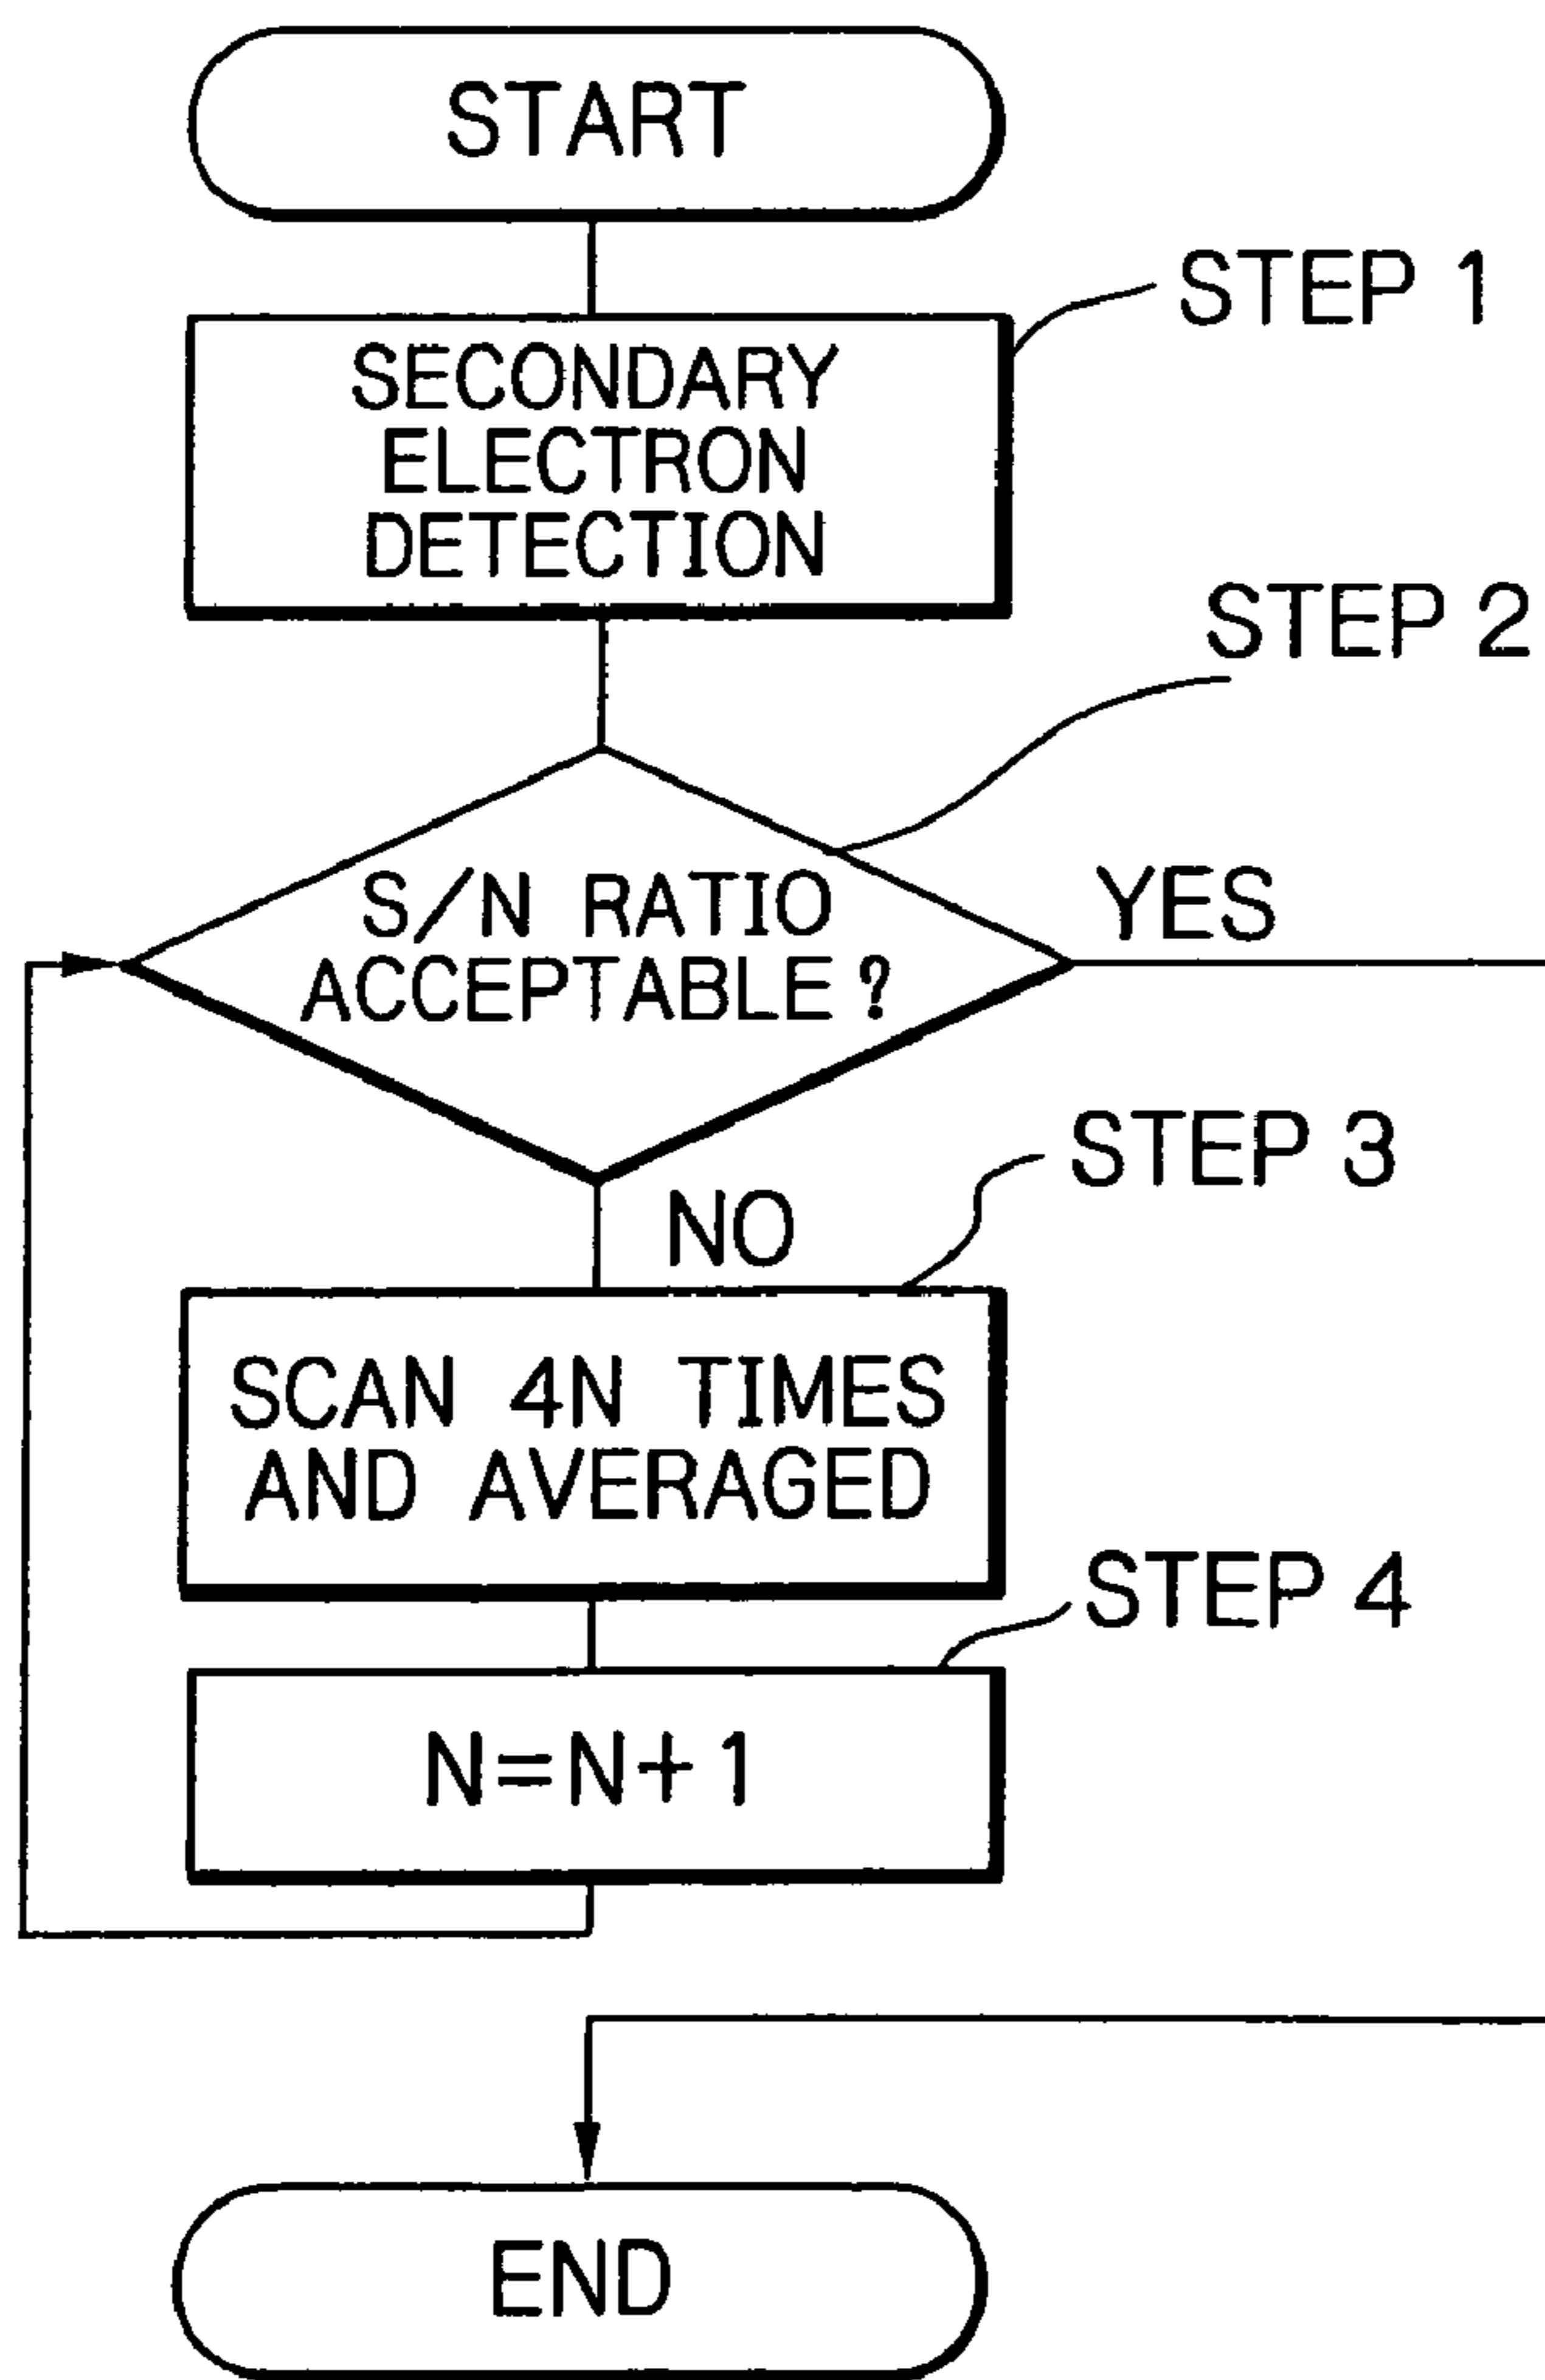 START
STEP 1
SECONDARY
ELECTRON
DETECTION
STEP 2
S/N RATIO
ACCEPTABLE?
YES
STEP 3
NO
SCAN 4N TIMES
AND AVERAGED
STEP 4
N=N+1
END